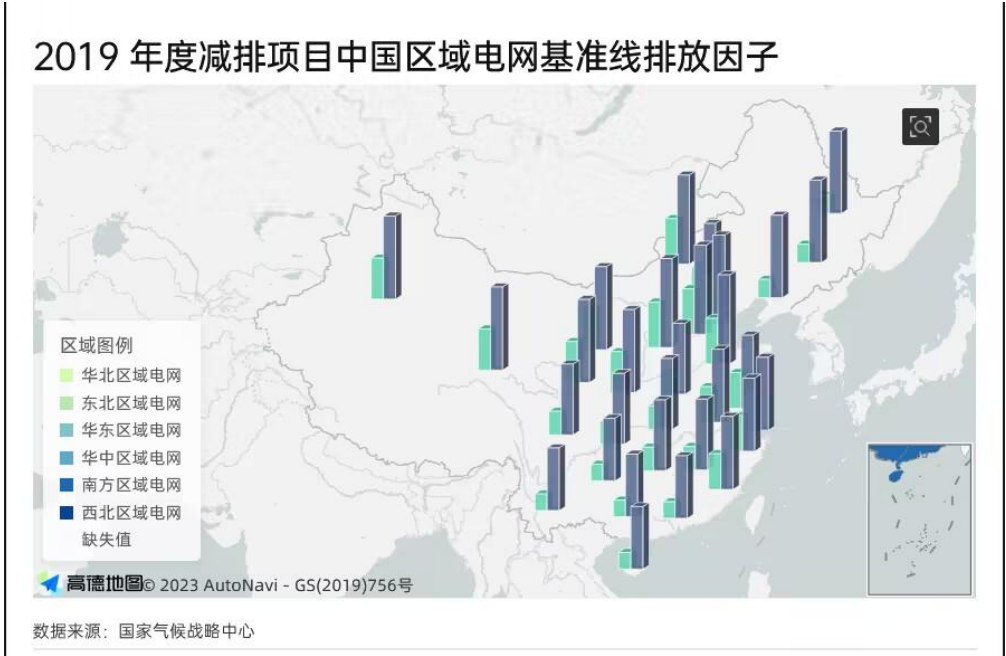 2019 年度减排项目中国区域电网基准线排放因子
区域图例
华北区域电网
东北区域电网
华东区域电网
华中区域电网
南方区域电网
西北区域电网
缺失值
高德地图© 2023 AutoNavi - GS(2019)756号
数据来源：国家气候战略中心